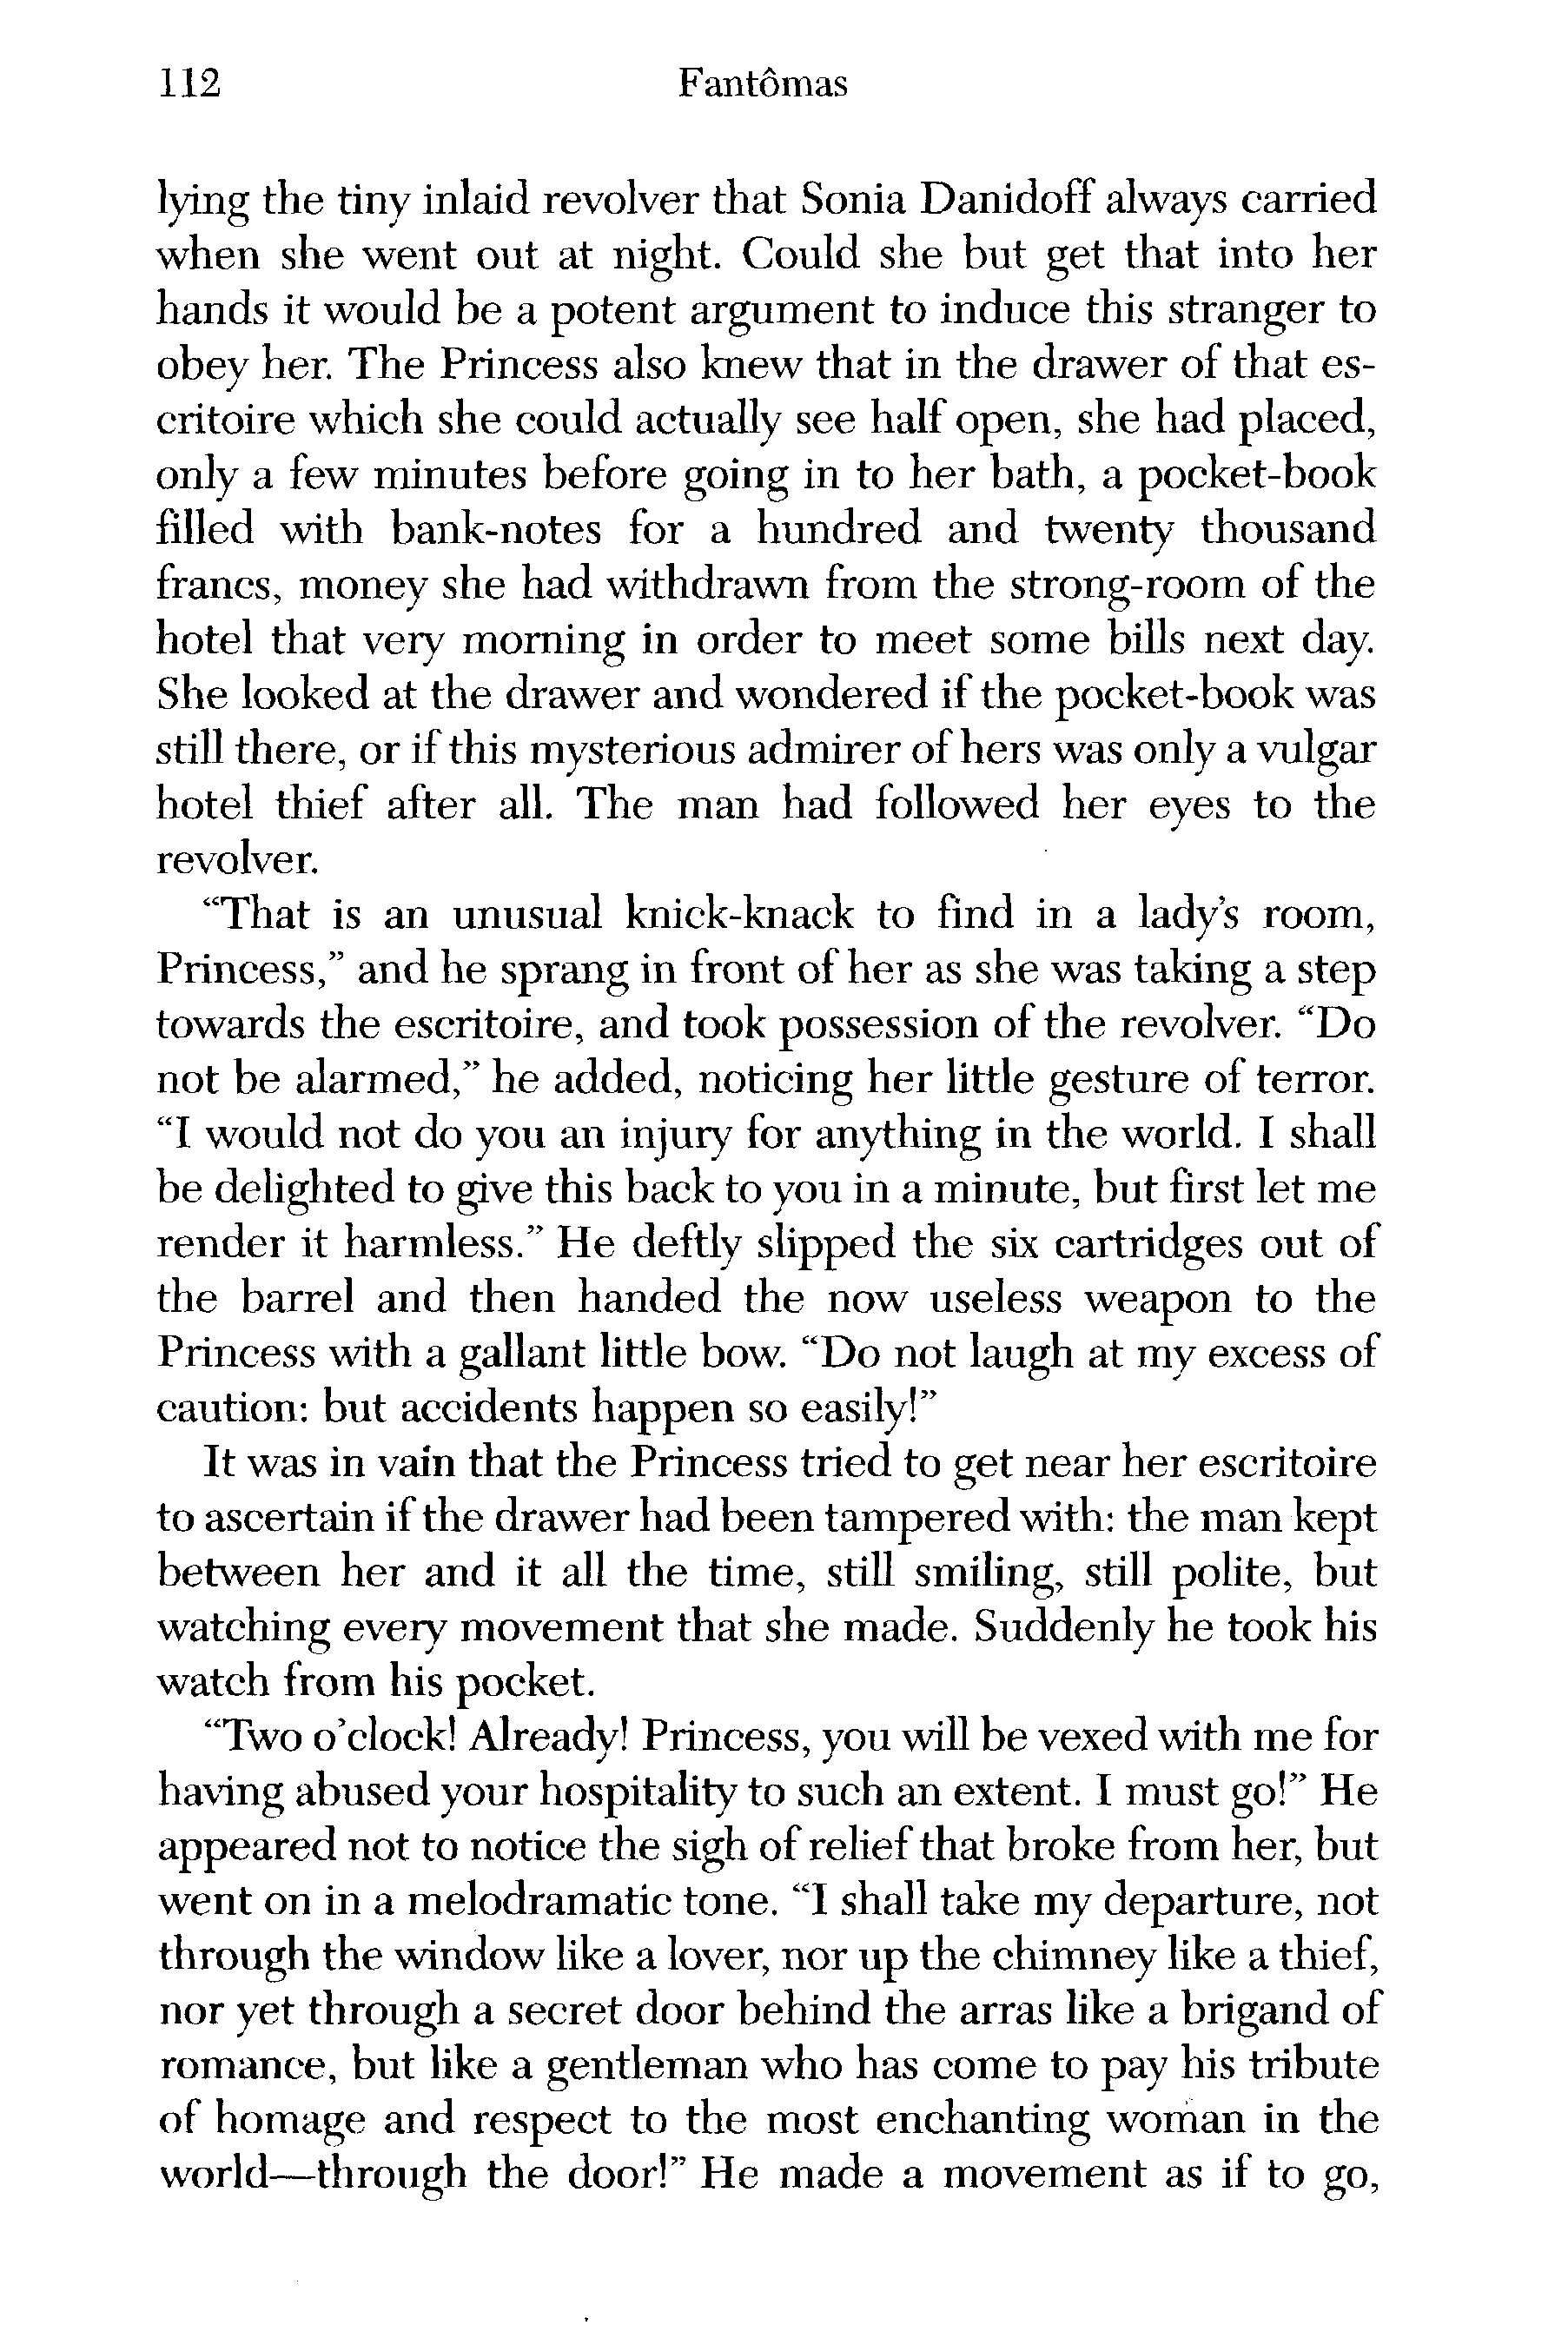 112 Fantômas
lying the tiny inlaid revolver that Sonia Danidoff always carried
when she went out at night. Could she but get that into her
hands it would be a potent argument to induce this stranger to
obey her. The Princess also knew that in the drawer of that es-
critoire which she could actually see half open, she had placed,
only a few minutes before going in to her bath, a pocket-book
filled with bank-notes for a hundred and twenty thousand
francs, money she had withdrawn from the strong-room of the
hotel that very morning in order to meet some bills next day.
She looked at the drawer and wondered if the pocket-book was
still there, or if this mysterious admirer of hers was only a vulgar
hotel thief after all. The man had followed her eyes to the
revolver.
“That is an unusual knick-knack to find in a lady’s room,
Princess,” and he sprang in front of her as she was taking a step
towards the escritoire, and took possession of the revolver. “Do
not be alarmed,” he added, noticing her little gesture of terror.
“I would not do you an injury for anything in the world. I shall
be delighted to give this back to you in a minute, but first let me
render it harmless.” He deftly slipped the six cartridges out of
the barrel and then handed the now useless weapon to the
Princess with a gallant little bow. “Do not laugh at my excess of
caution: but accidents happen so easily!”
It was in vain that the Princess tried to get near her escritoire
to ascertain if the drawer had been tampered with: the man kept
between her and it all the time, still smiling, still polite, but
watching every movement that she made. Suddenly he took his
watch from his pocket.
“Two o’clock! Already! Princess, you will be vexed with me for
having abused your hospitality to such an extent. I must go!” He
appeared not to notice the sigh of relief that broke from her, but
went on in a melodramatic tone. “I shall take my departure, not
through the window like a lover, nor up the chimney like a thief,
nor yet through a secret door behind the arras like a brigand of
romance, but like a gentleman who has come to pay his tribute
of homage and respect to the most enchanting woman in the
world—through the door!” He made a movement as if to go,